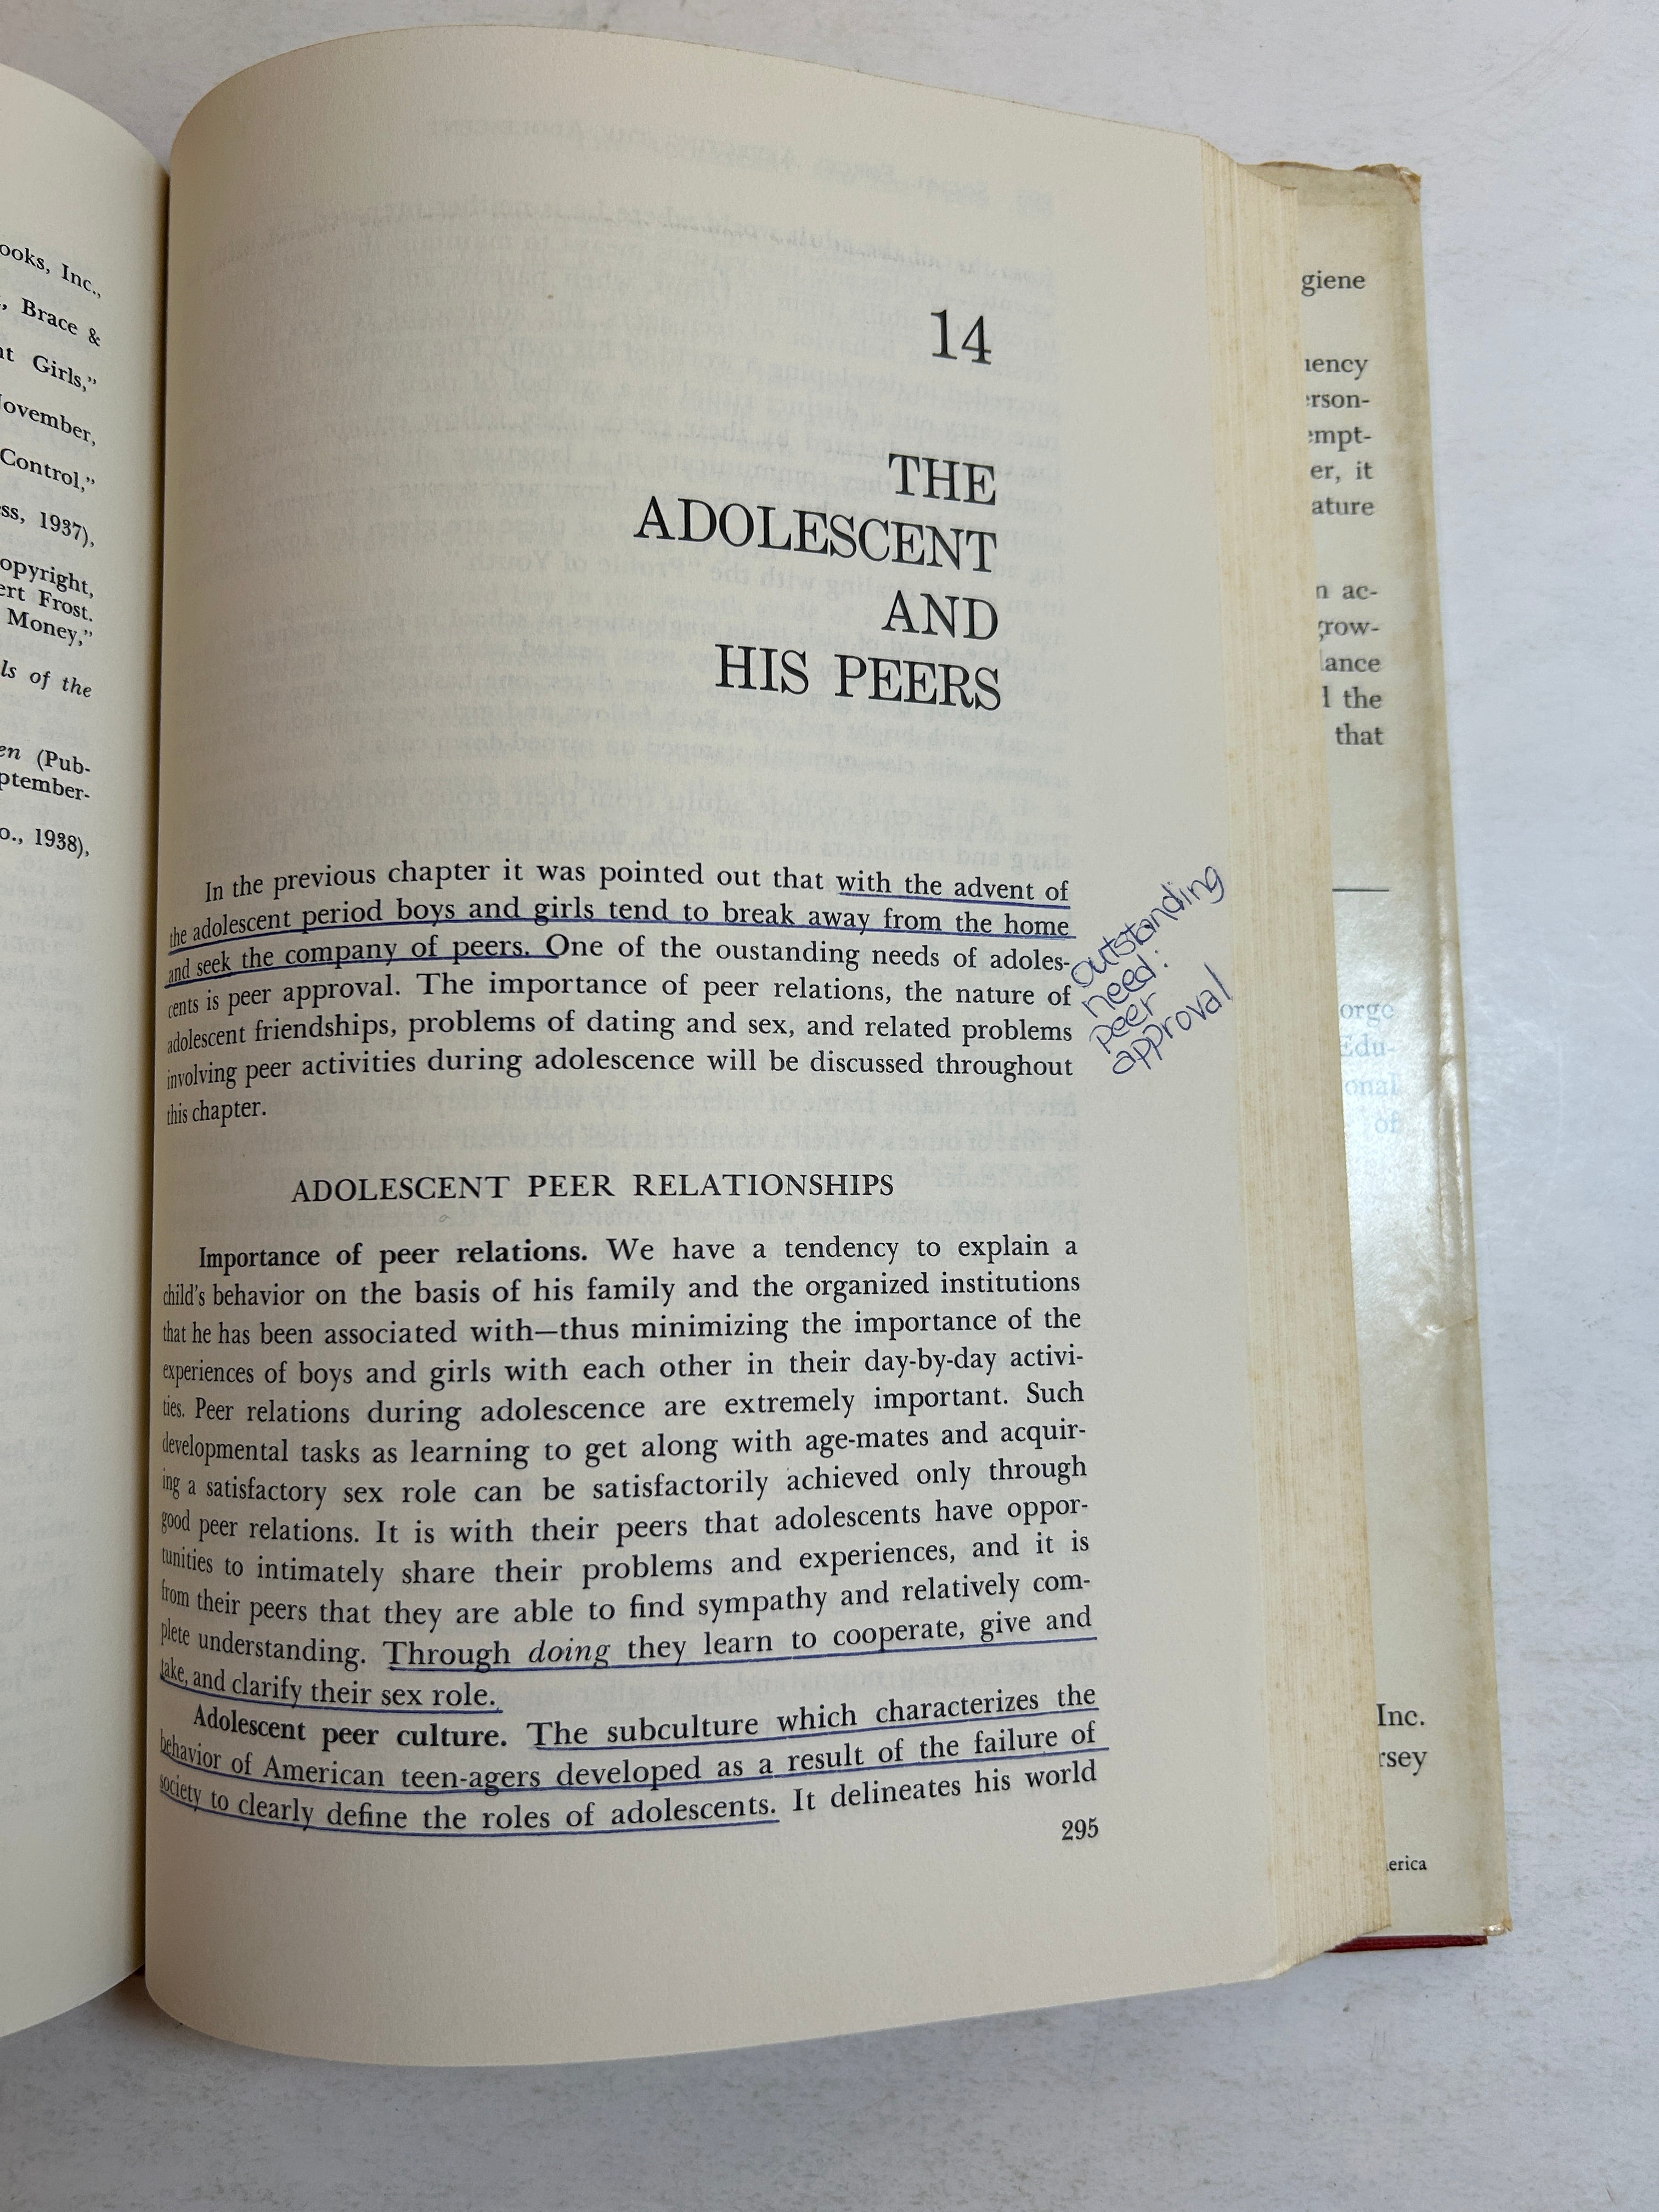 ooks, Inc.,
, Brace &
nt Girls,"
November,
Control,"
ss, 1937),
opyright,
ert Frost.
Money,"
ls of the
en (Pub-
ptember-
o., 1938),
14
THE
ADOLESCENT
AND
HIS PEERS
In the previous chapter it was pointed out that with the advent of
the adolescent period boys and girls tend to break away from the home
and seek the company of peers. One of the oustanding needs of adoles-
cents is peer approval. The importance of peer relations, the nature of
adolescent friendships, problems of dating and sex, and related problems
involving peer activities during adolescence will be discussed throughout
this chapter.
outstanding
need:
peer
approval
ADOLESCENT PEER RELATIONSHIPS
Importance of peer relations. We have a tendency to explain a
child's behavior on the basis of his family and the organized institutions
that he has been associated with—thus minimizing the importance of the
experiences of boys and girls with each other in their day-by-day activi-
ties. Peer relations during adolescence are extremely important. Such
developmental tasks as learning to get along with age-mates and acquir-
ing a satisfactory sex role can be satisfactorily achieved only through
good peer relations. It is with their peers that adolescents have oppor-
tunities to intimately share their problems and experiences, and it is
from their peers that they are able to find sympathy and relatively com-
plete understanding. Through doing they learn to cooperate, give and
take, and clarify their sex role.
Adolescent peer culture. The subculture which characterizes the
behavior of American teen-agers developed as a result of the failure of
society to clearly define the roles of adolescents. It delineates his world
295
giene
uency
erson-
empt-
er, it
ature
n ac-
grow-
lance
l the
that
orge
Edu-
onal
of
Inc.
rsey
erica